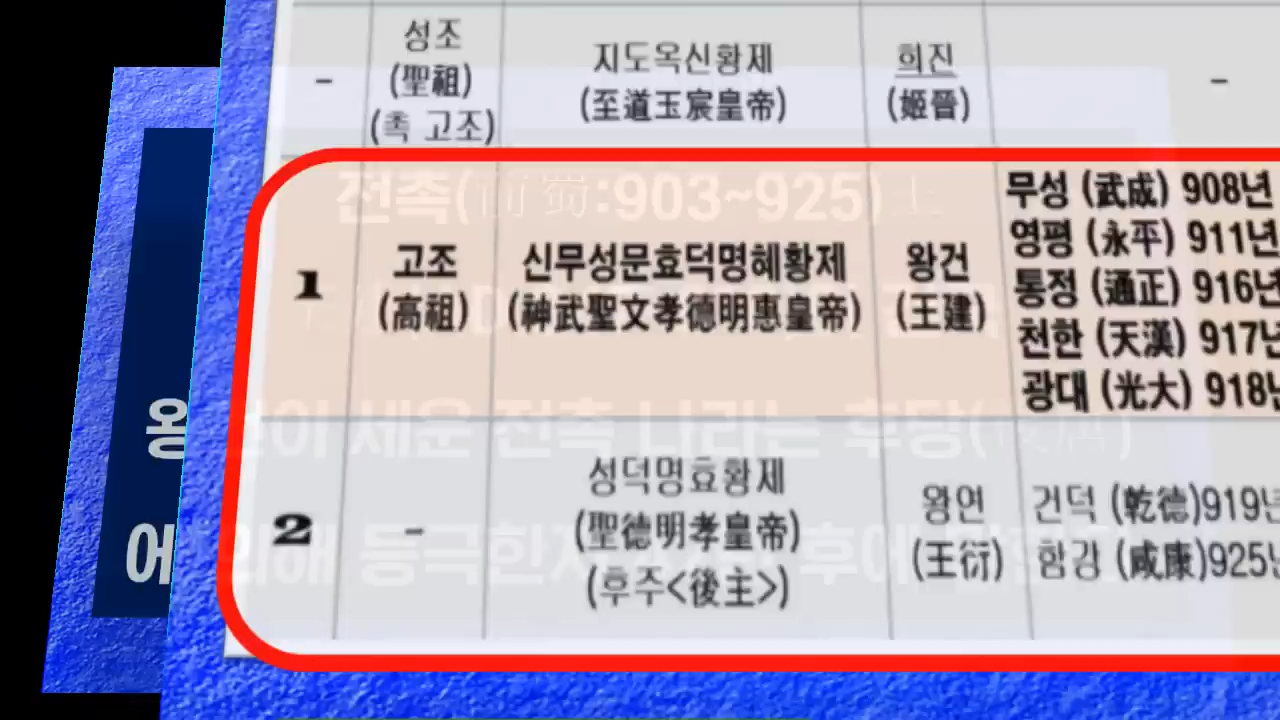 - 성조 지도옥신황제 희진 -
(聖祖) (至道玉宸皇帝) (姬晉)
(촉 고조)
전촉(前蜀:903~925)
1 고조 신무성문효덕명혜황제 왕건
(高祖) (神武聖文孝德明惠皇帝) (王建)
무성 (武成) 908년
영평 (永平) 911년
통정 (通正) 916년
천한 (天漢) 917년
광대 (光大) 918년
이 세운 전촉 나라는 후당(後唐)
2 - 성덕명효황제 왕연 건덕 (乾德)919년
(聖德明孝皇帝) (王衍) 함강 (咸康)925년
(후주<後主>)
에 의해 등극한지 후에